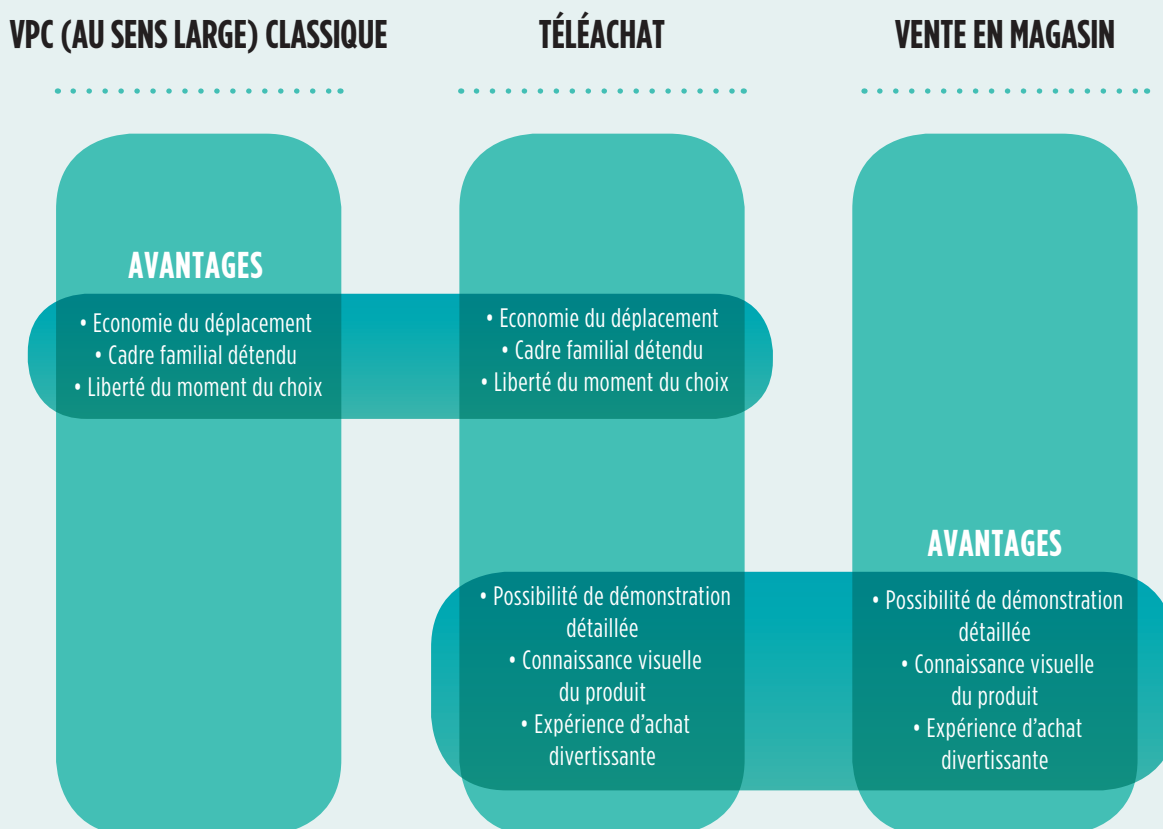 VPC (AU SENS LARGE) CLASSIQUE
TÉLÉACHAT
VENTE EN MAGASIN
AVANTAGES
• Economie du déplacement
• Cadre familial détendu
• Liberté du moment du choix
• Economie du déplacement
• Cadre familial détendu
• Liberté du moment du choix
• Possibilité de démonstration
détaillée
• Connaissance visuelle
du produit
• Expérience d’achat
divertissante
AVANTAGES
• Possibilité de démonstration
détaillée
• Connaissance visuelle
du produit
• Expérience d’achat
divertissante